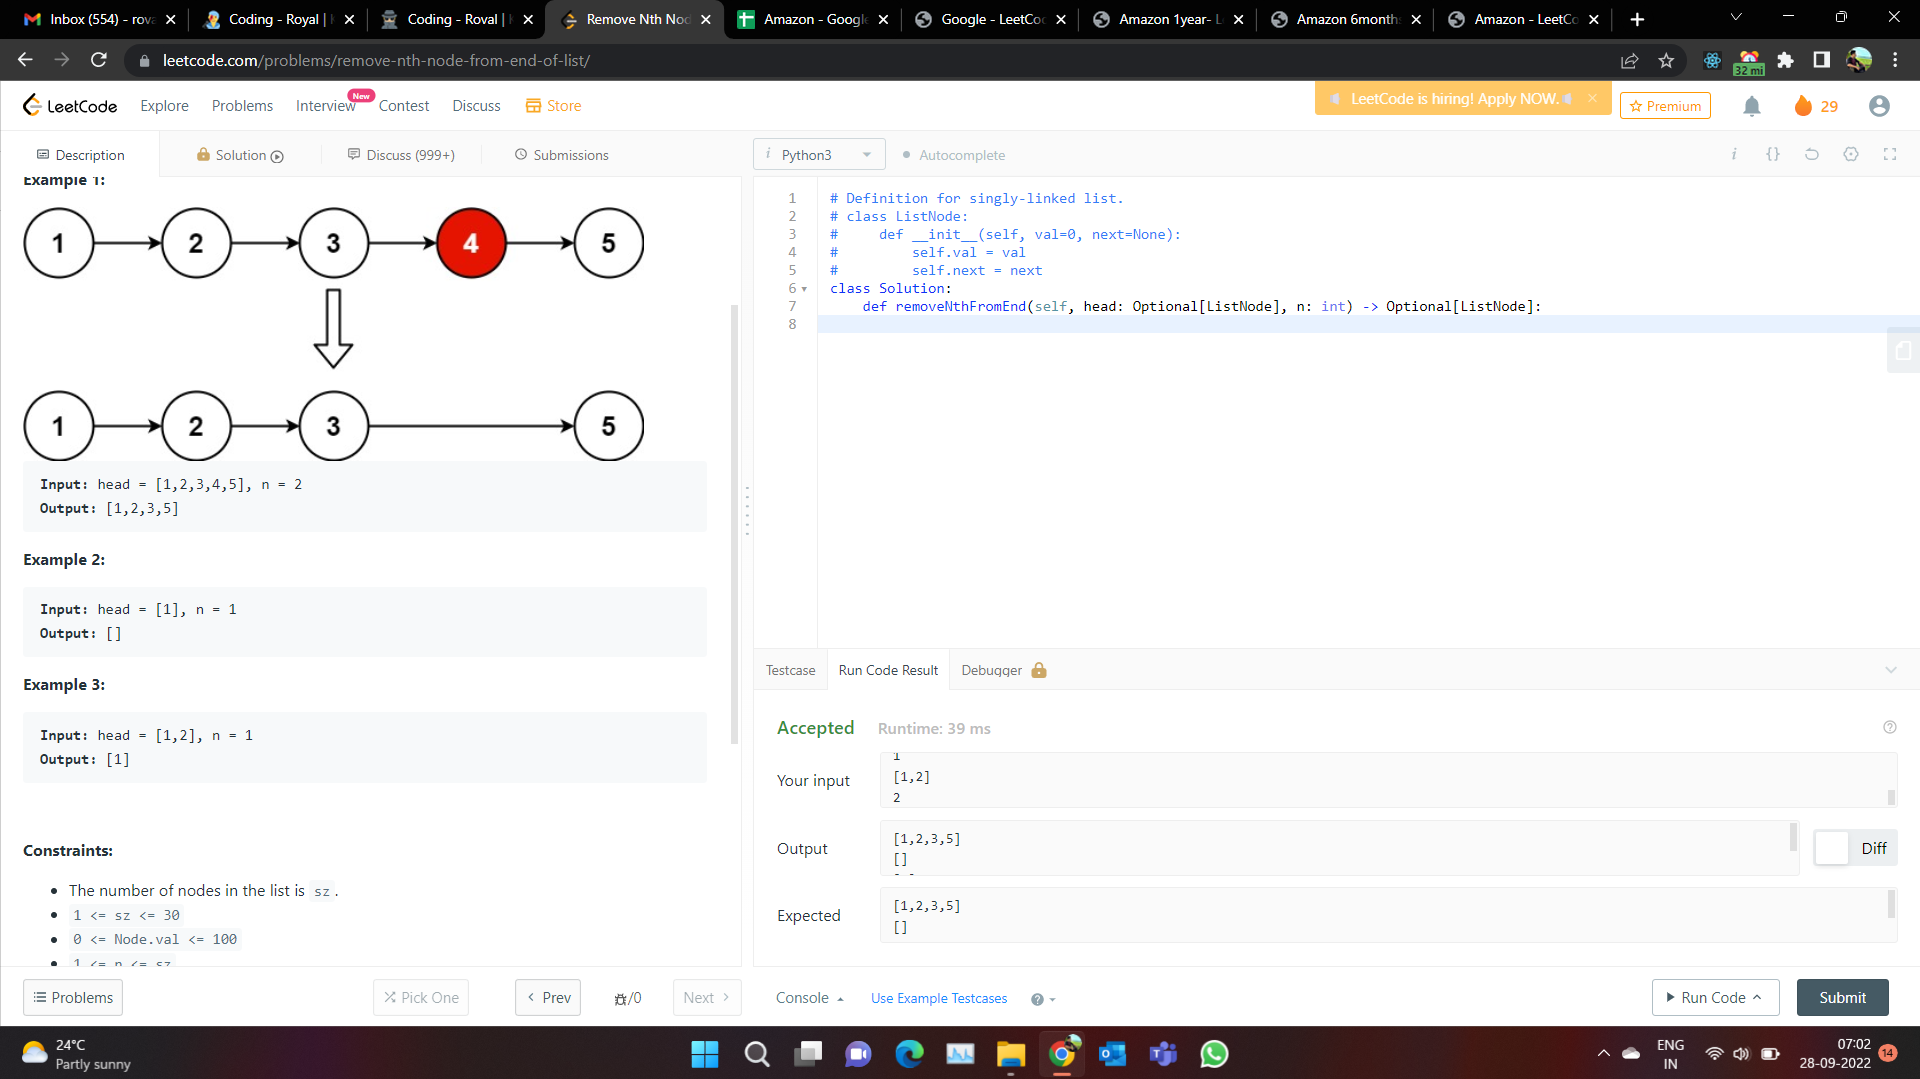 Inbox (554) - rova
Coding - Royal |
Coding - Roval |
Remove Nth Nod
Amazon - Google
Google - LeetCo
Amazon 1year- L
Amazon 6month
Amazon - LeetCo
leetcode.com/problems/remove-nth-node-from-end-of-list/
32 mi
LeetCode
Explore
Problems
Interview
New
Contest
Discuss
Store
LeetCode is hiring! Apply NOW.
Premium
29
Description
Solution
Discuss (999+)
Submissions
i Python3
Autocomplete
i {}
Example 1:
1 2 3 4 5
1 2 3 5
Input: head = [1,2,3,4,5], n = 2
Output: [1,2,3,5]
Example 2:
Input: head = [1], n = 1
Output: []
Example 3:
Input: head = [1,2], n = 1
Output: [1]
Constraints:
• The number of nodes in the list is sz.
• 1 <= sz <= 30
• 0 <= Node.val <= 100
• 1 <= n <= sz
1 # Definition for singly-linked list.
2 # class ListNode:
3 #     def __init__(self, val=0, next=None):
4 #         self.val = val
5 #         self.next = next
6 class Solution:
7     def removeNthFromEnd(self, head: Optional[ListNode], n: int) -> Optional[ListNode]:
8
Testcase
Run Code Result
Debugger
Accepted
Runtime: 39 ms
Your input
1
[1,2]
2
Output
[1,2,3,5]
[]
Diff
Expected
[1,2,3,5]
[]
Problems
Pick One
Prev
/0
Next
Console
Use Example Testcases
Run Code
Submit
24°C
Partly sunny
ENG
IN
07:02
28-09-2022
14